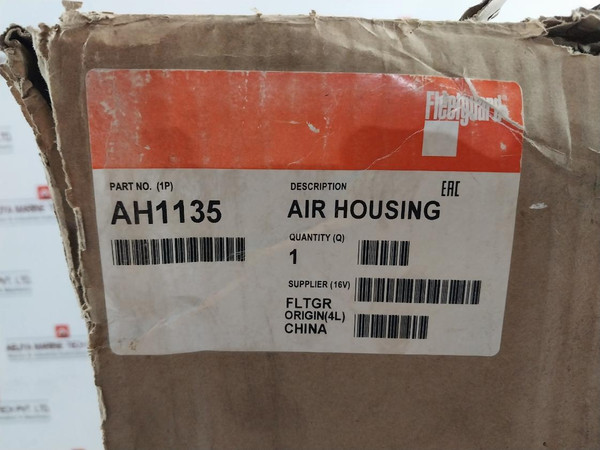 Fleetguard
PART NO. (1P)
AH1135
DESCRIPTION
EAC
AIR HOUSING
QUANTITY (Q)
1
SUPPLIER (16V)
FLTGR
ORIGIN(4L)
CHINA